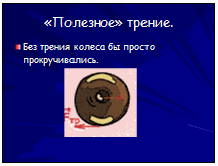 «Полезное» трение.
Без трения колеса бы просто
прокручивались.